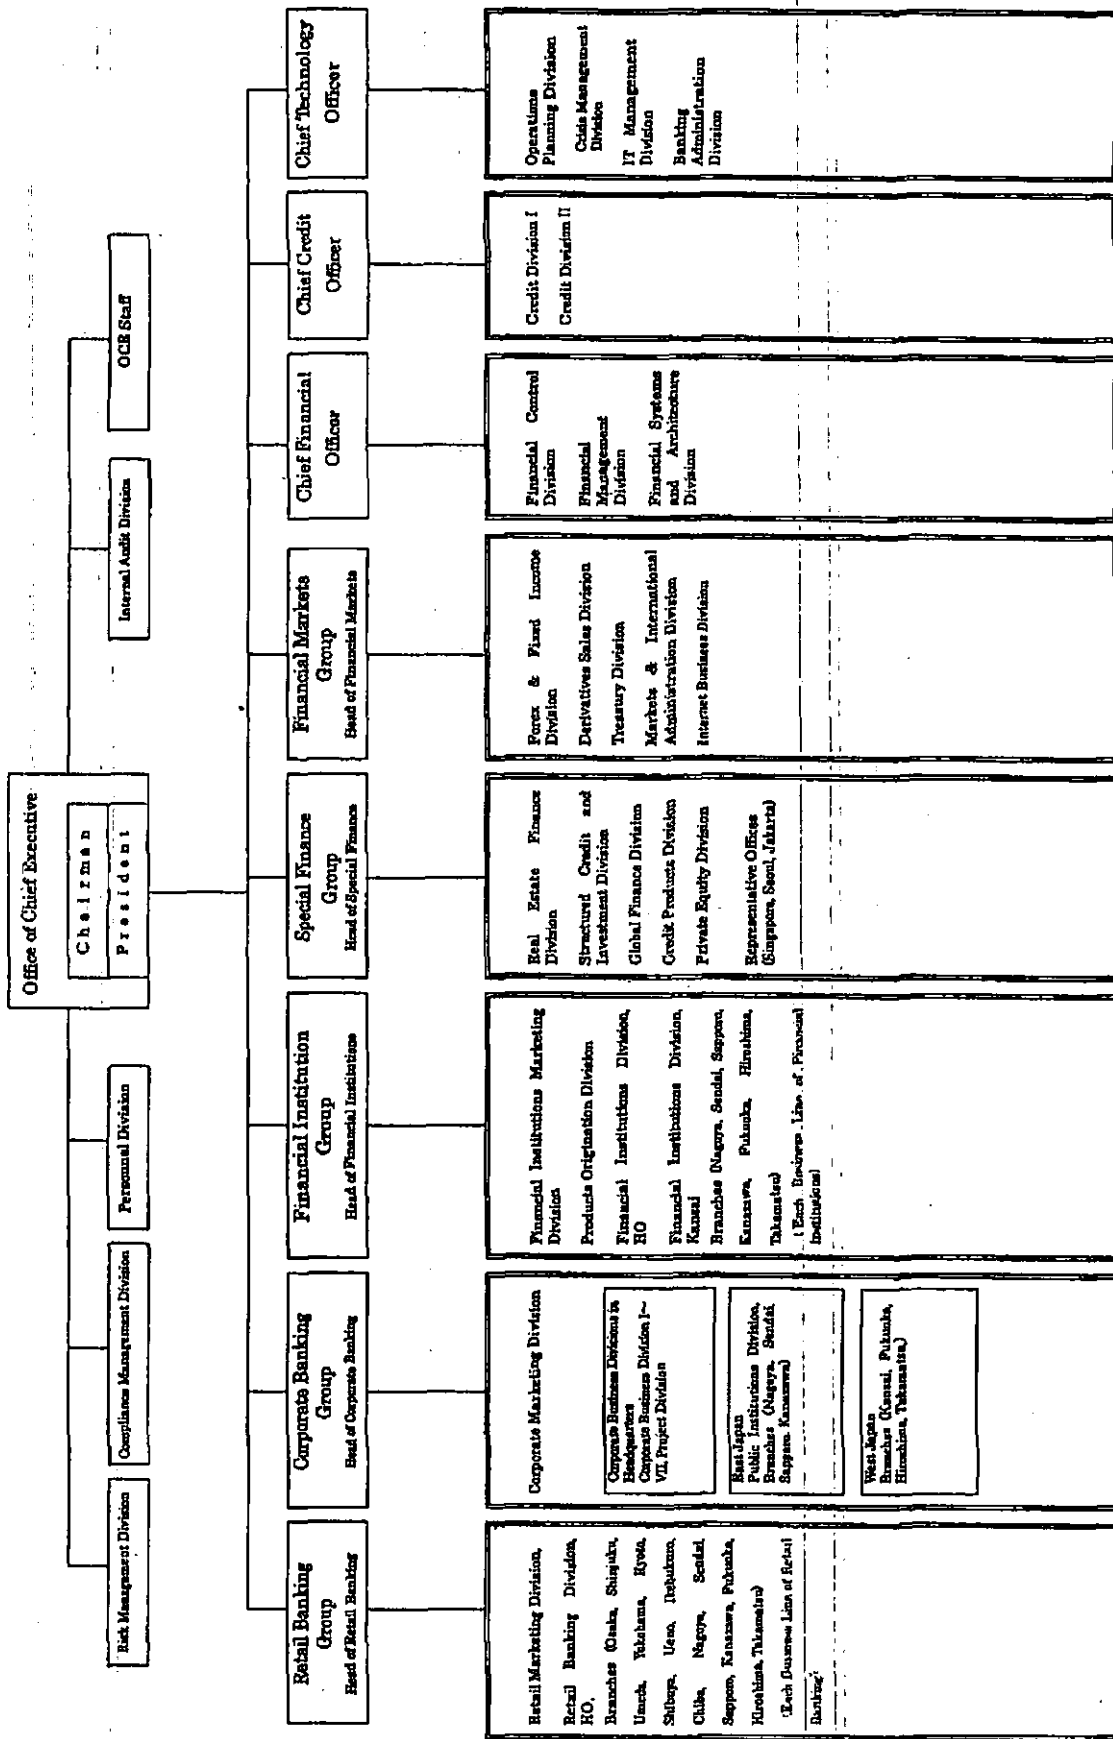 Office of Chief Executive
Chairman
President
Risk Management Division
Compliance Management Division
Personnel Division
Internal Audit Division
OCE Staff
Retail Banking
Group
Head of Retail Banking
Corporate Banking
Group
Head of Corporate Banking
Financial Institution
Group
Head of Financial Institutions
Special Finance
Group
Head of Special Finance
Financial Markets
Group
Head of Financial Markets
Chief Financial
Officer
Chief Credit
Officer
Chief Technology
Officer
Retail Marketing Division,
Retail Banking Division,
HO,
Branches (Osaka, Shinjuku,
Umeda, Yokohama, Kyoto,
Shibuya, Ueno, Ikebukuro,
Chiba, Nagoya, Sendai
Sapporo, Kanazawa, Fukuoka,
Hiroshima, Takamatsu)
(Each Business Line of Retail
Banking)
Corporate Marketing Division
Corporate Business Divisions in
Headquarters
Corporate Business Division I~
VII, Project Division
East Japan
Public Institutions Division,
Branches (Nagoya, Sendai,
Sapporo, Kanazawa)
West Japan
Branches (Kansai, Fukuoka,
Hiroshima, Takamatsu,)
Financial Institutions Marketing
Division
Products Origination Division
Financial Institutions Division,
HO
Financial Institutions Division,
Kansai
Branches (Nagoya, Sendai, Sapporo,
Kanazawa, Fukuoka, Hiroshima,
Takamatsu)
(Each Business Line of Financial
Institutions)
Real Estate Finance
Division
Structured Credit and
Investment Division
Global Finance Division
Credit Products Division
Private Equity Division
Representative Offices
(Singapore, Seoul, Jakarta)
Forex & Fixed Income
Division
Derivatives Sales Division
Treasury Division
Markets & International
Administration Division
Internet Business Division
Financial Control
Division
Financial
Management
Division
Financial Systems
and Architecture
Division
Credit Division I
Credit Division II
Operations
Planning Division
Crisis Management
Division
IT Management
Division
Banking
Administration
Division